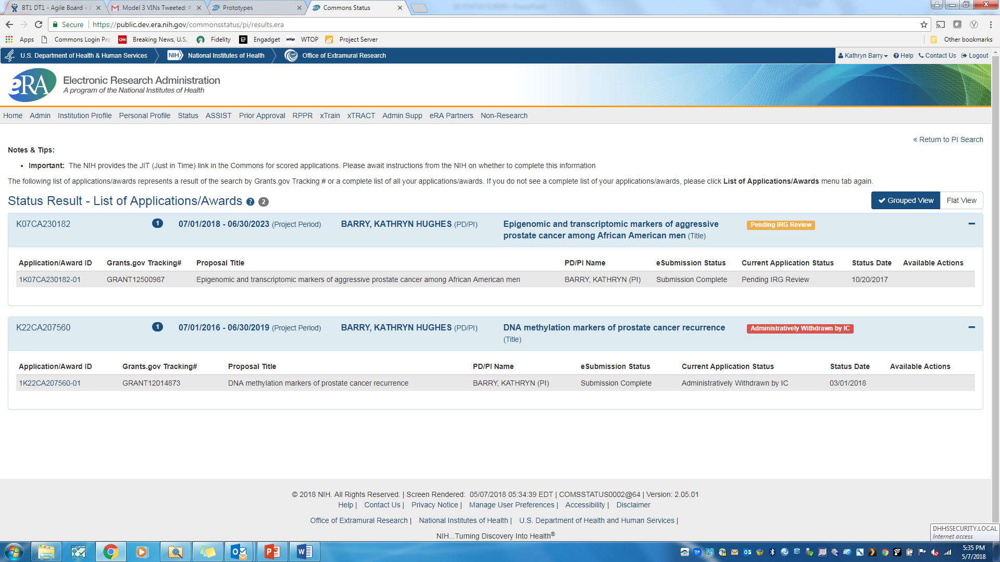 BT1 DT1 - Agile Board - J
Model 3 VINs Tweeted: #
Prototypes
Commons Status
Secure
https://public.dev.era.nih.gov/commonsstatus/pi/results.era
Apps
Commons Login Pro
CNN
Breaking News, U.S.
Fidelity
Engadget
wtop
WTOP
Project Server
Other bookmarks
U.S. Department of Health & Human Services
NIH
National Institutes of Health
Office of Extramural Research
Kathryn Barry
Help
Contact Us
Logout
eRA
Electronic Research Administration
A program of the National Institutes of Health
Home Admin Institution Profile Personal Profile Status ASSIST Prior Approval RPPR xTrain xTRACT Admin Supp eRA Partners Non-Research
« Return to PI Search
Notes & Tips:
• Important: The NIH provides the JIT (Just in Time) link in the Commons for scored applications. Please await instructions from the NIH on whether to complete this information
The following list of applications/awards represents a result of the search by Grants.gov Tracking # or a complete list of all your applications/awards. If you do not see a complete list of your applications/awards, please click List of Applications/Awards menu tab again.
Status Result - List of Applications/Awards ? 2
Grouped View Flat View
K07CA230182 1 07/01/2018 - 06/30/2023 (Project Period) BARRY, KATHRYN HUGHES (PD/PI) Epigenomic and transcriptomic markers of aggressive Pending IRG Review
prostate cancer among African American men (Title)
Application/Award ID Grants.gov Tracking# Proposal Title PD/PI Name eSubmission Status Current Application Status Status Date Available Actions
1K07CA230182-01 GRANT12500987 Epigenomic and transcriptomic markers of aggressive prostate cancer among African American men BARRY, KATHRYN (PI) Submission Complete Pending IRG Review 10/20/2017
K22CA207560 1 07/01/2016 - 06/30/2019 (Project Period) BARRY, KATHRYN HUGHES (PD/PI) DNA methylation markers of prostate cancer recurrence Administratively Withdrawn by IC
(Title)
Application/Award ID Grants.gov Tracking# Proposal Title PD/PI Name eSubmission Status Current Application Status Status Date Available Actions
1K22CA207560-01 GRANT12014873 DNA methylation markers of prostate cancer recurrence BARRY, KATHRYN (PI) Submission Complete Administratively Withdrawn by IC 03/01/2018
© 2018 NIH. All Rights Reserved. | Screen Rendered: 05/07/2018 05:34:39 EDT | COMSSTATUS0002@64 | Version: 2.05.01
Help | Contact Us | Privacy Notice | Manage User Preferences | Accessibility | Disclaimer
Office of Extramural Research | National Institutes of Health | U.S. Department of Health and Human Services |
NIH...Turning Discovery Into Health®
DHHSSECURITY.LOCAL
Internet access
5:35 PM
5/7/2018